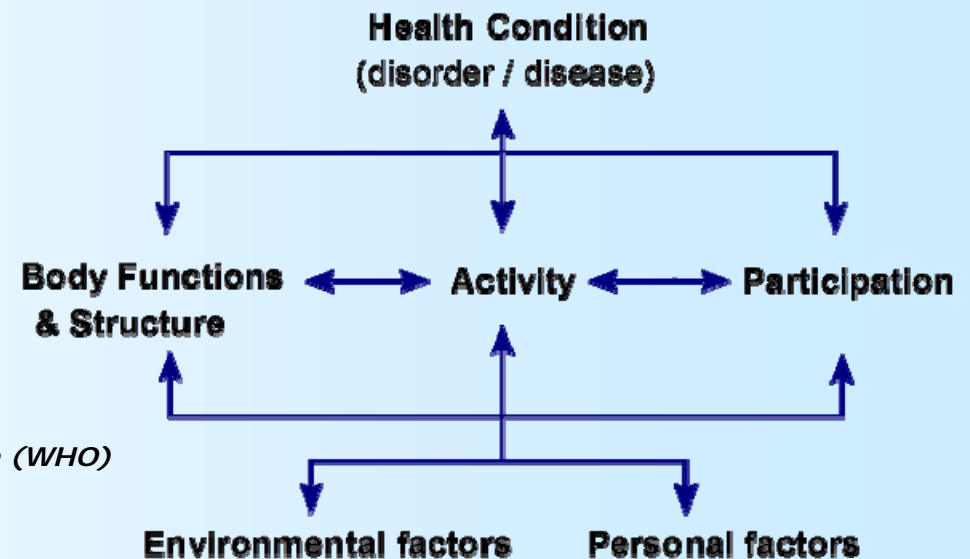 Health Condition
(disorder / disease)
Body Functions
& Structure
Activity
Participation
(WHO)
Environmental factors
Personal factors